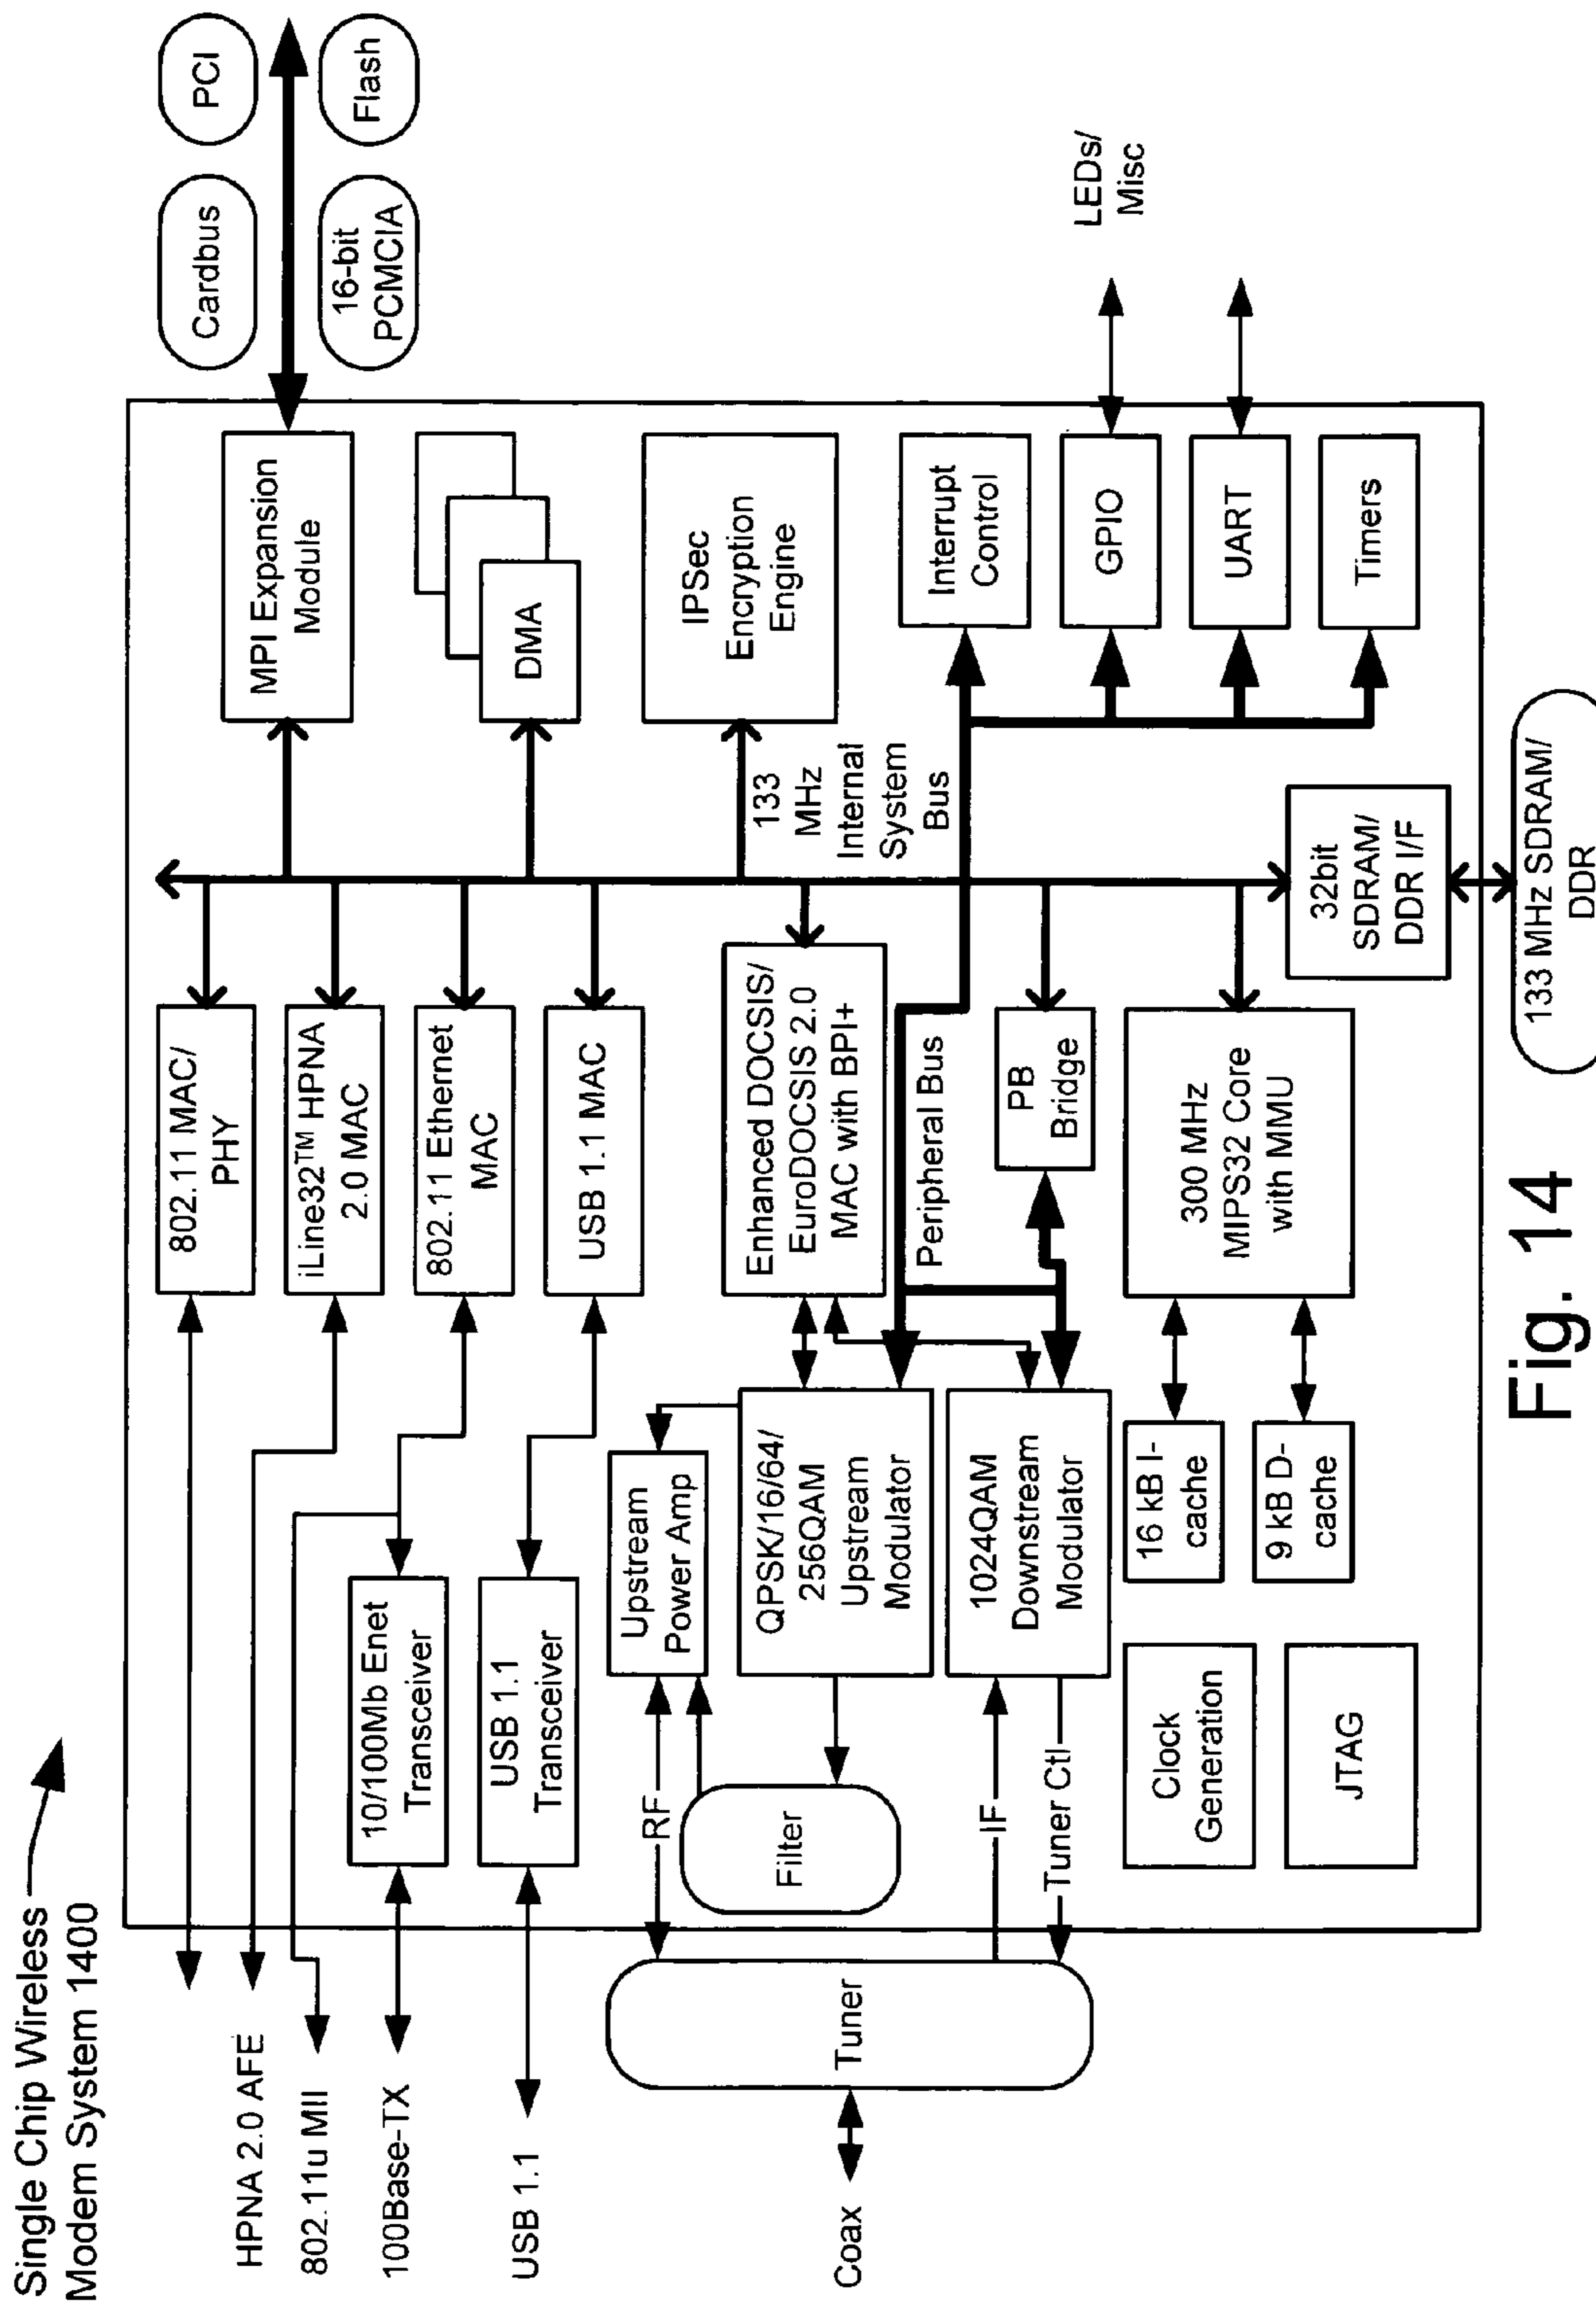 Single Chip Wireless
Modem System 1400
HPNA 2.0 AFE
802.11u MII
100Base-TX
USB 1.1
Coax
Tuner
RF
IF
Tuner Ctl
Filter
10/100Mb Enet
Transceiver
USB 1.1
Transceiver
Upstream
Power Amp
QPSK/16/64/
256QAM
Upstream
Modulator
1024QAM
Downstream
Modulator
Clock
Generation
JTAG
16 kB I-
cache
9 kB D-
cache
802.11 MAC/
PHY
iLine32™ HPNA
2.0 MAC
802.11 Ethernet
MAC
USB 1.1 MAC
Enhanced DOCSIS/
EuroDOCSIS 2.0
MAC with BPI+
Peripheral Bus
PB
Bridge
300 MHz
MIPS32 Core
with MMU
133
MHz
Internal
System
Bus
32bit
SDRAM/
DDR I/F
133 MHz SDRAM/
DDR
MPI Expansion
Module
DMA
IPSec
Encryption
Engine
Interrupt
Control
GPIO
UART
Timers
Cardbus
PCI
16-bit
PCMCIA
Flash
LEDs/
Misc
Fig. 14